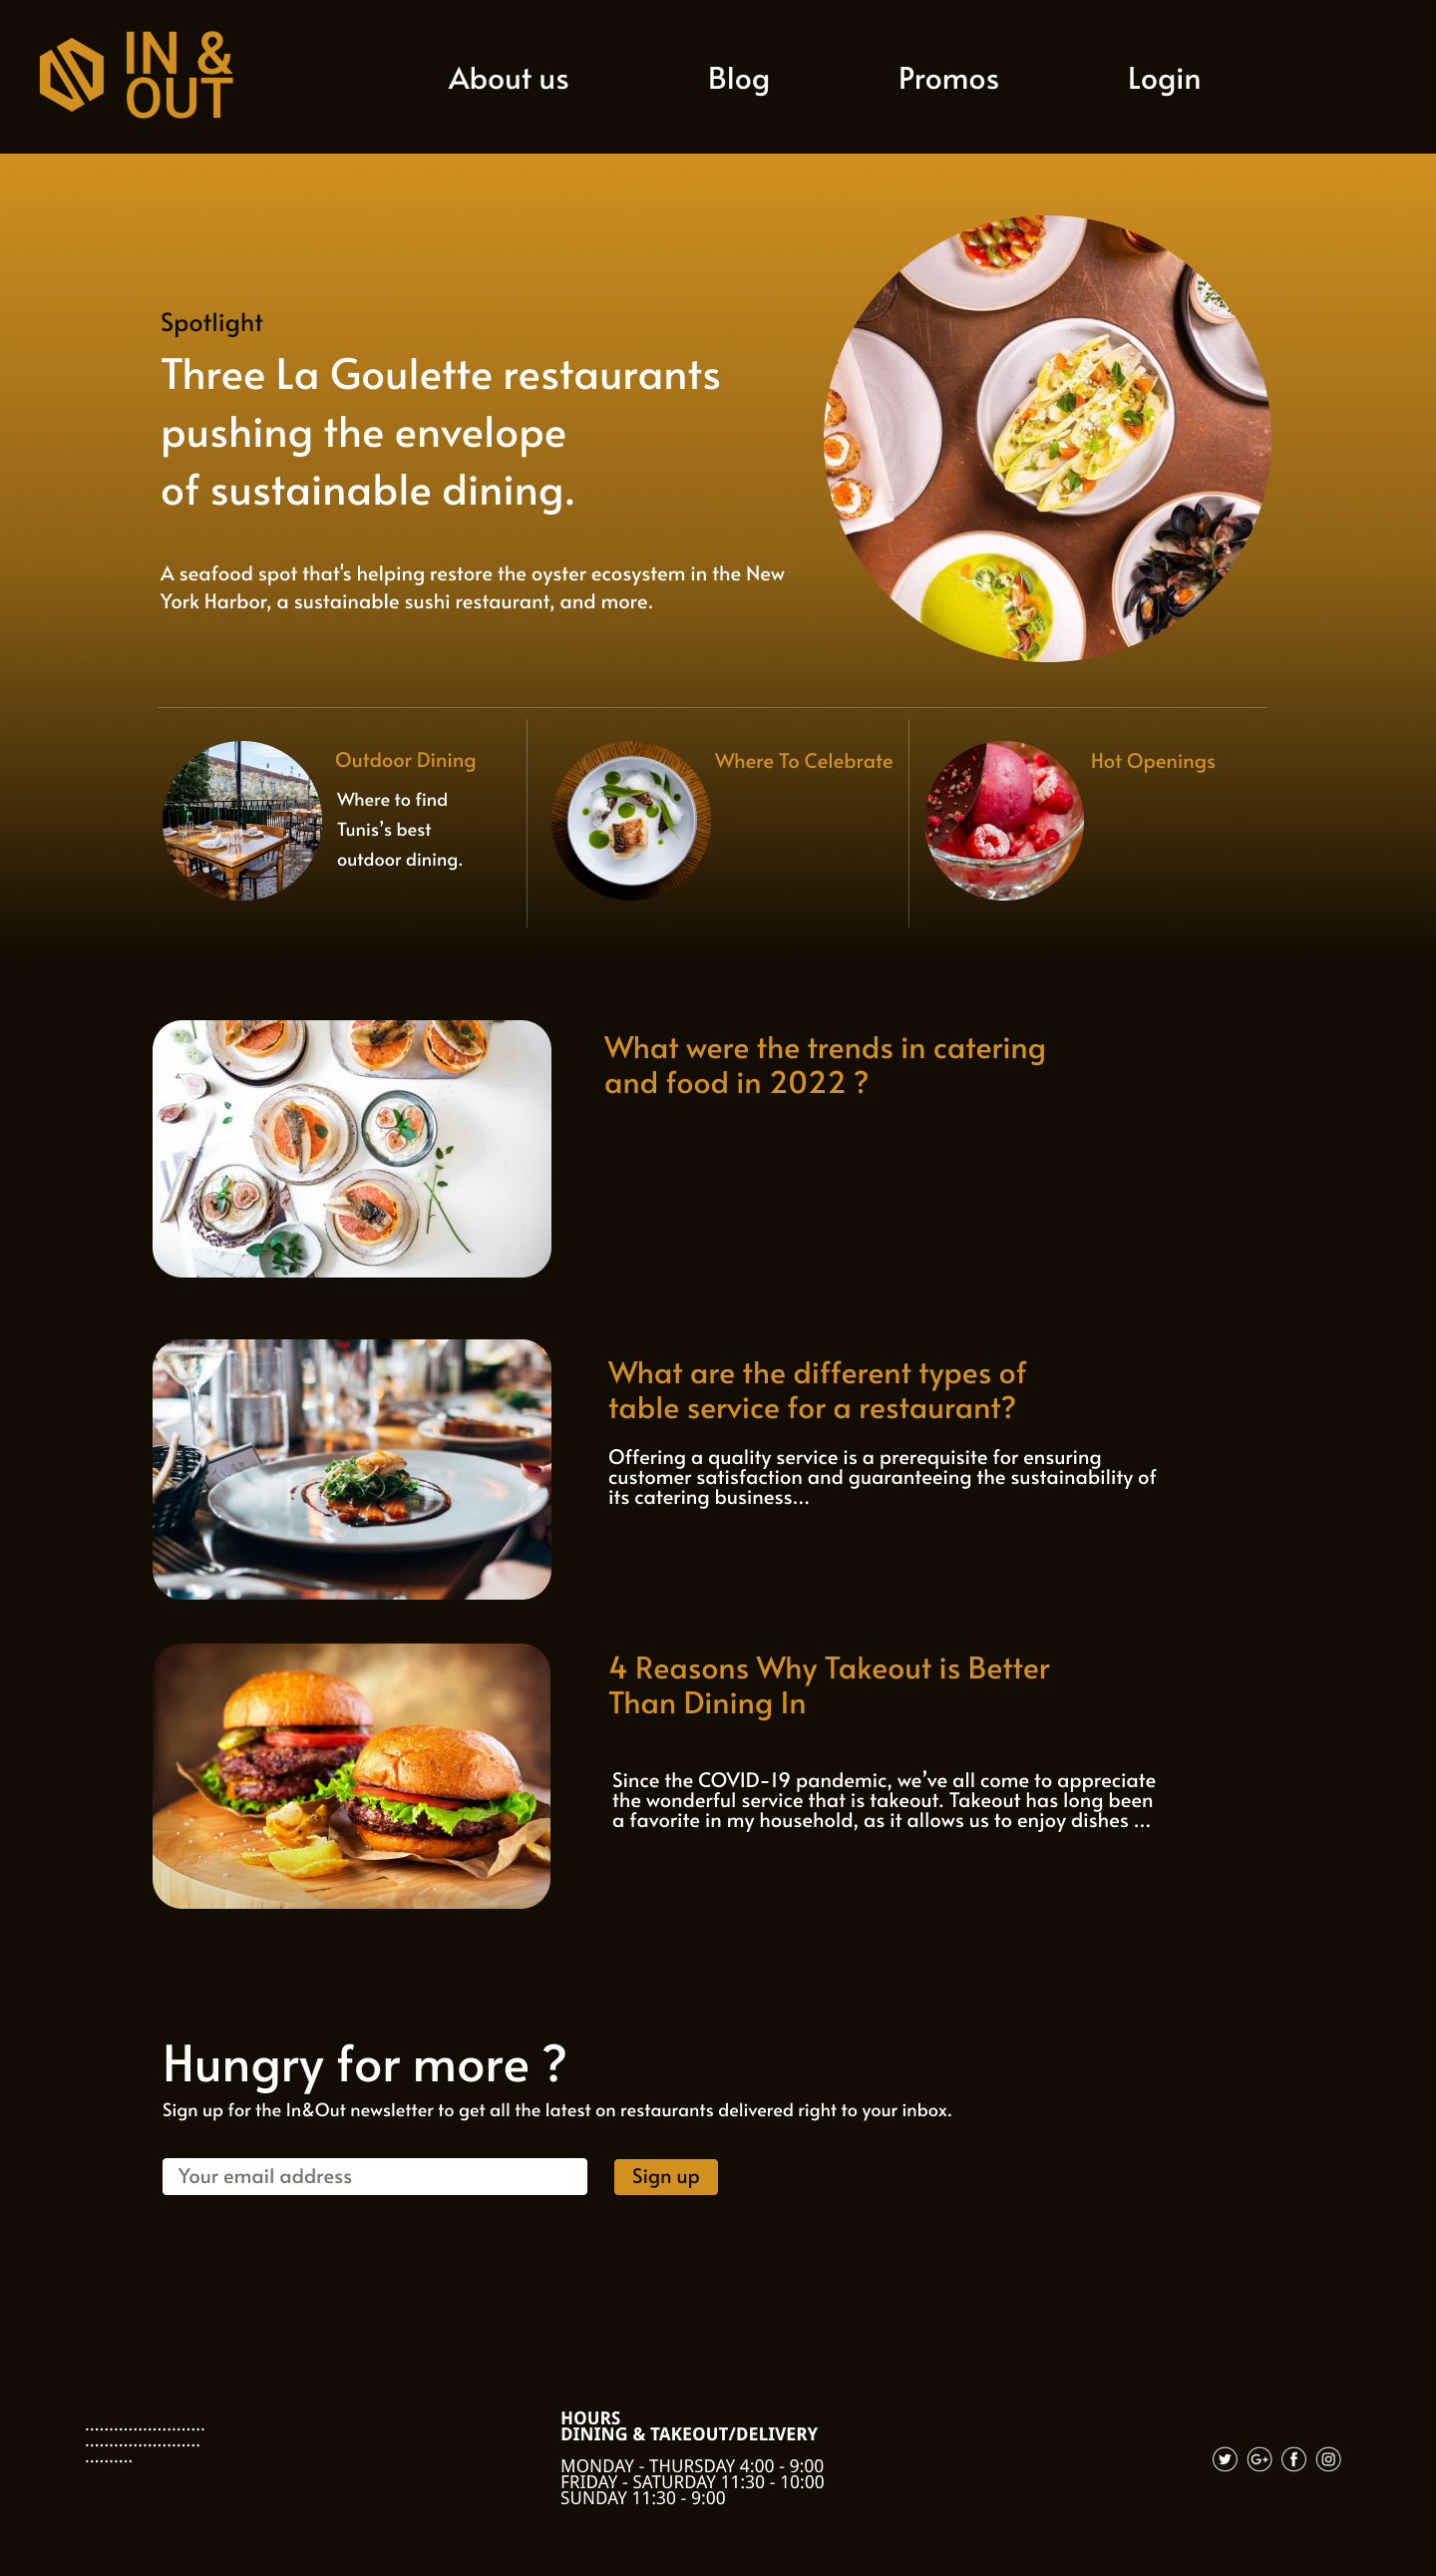 IN &
OUT
About us
Blog
Promos
Login
Spotlight
Three La Goulette restaurants
pushing the envelope
of sustainable dining.
A seafood spot that's helping restore the oyster ecosystem in the New
York Harbor, a sustainable sushi restaurant, and more.
Outdoor Dining
Where to find
Tunis’s best
outdoor dining.
Where To Celebrate
Hot Openings
What were the trends in catering
and food in 2022 ?
What are the different types of
table service for a restaurant?
Offering a quality service is a prerequisite for ensuring
customer satisfaction and guaranteeing the sustainability of
its catering business...
4 Reasons Why Takeout is Better
Than Dining In
Since the COVID-19 pandemic, we’ve all come to appreciate
the wonderful service that is takeout. Takeout has long been
a favorite in my household, as it allows us to enjoy dishes ...
Hungry for more ?
Sign up for the In&Out newsletter to get all the latest on restaurants delivered right to your inbox.
Your email address
Sign up
.........................
........................
..........
HOURS
DINING & TAKEOUT/DELIVERY
MONDAY - THURSDAY 4:00 - 9:00
FRIDAY - SATURDAY 11:30 - 10:00
SUNDAY 11:30 - 9:00